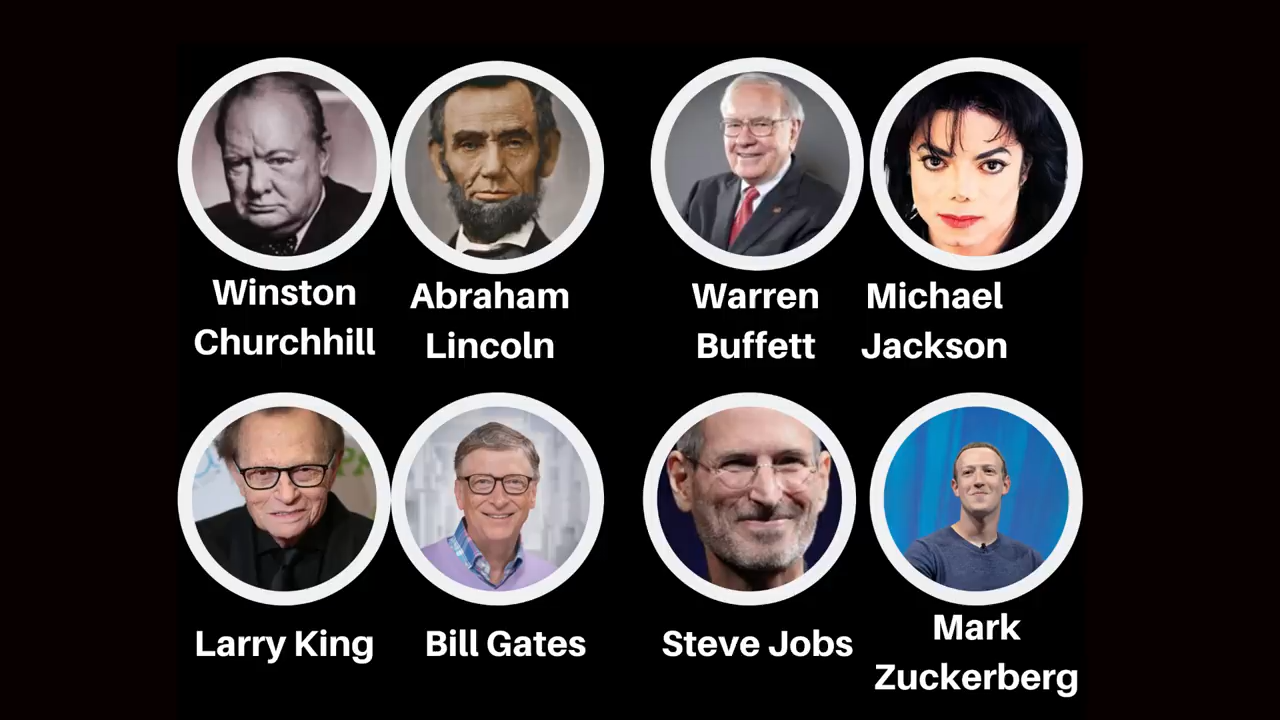 Winston
Churchhill
Abraham
Lincoln
Warren
Buffett
Michael
Jackson
Larry King
Bill Gates
Steve Jobs
Mark
Zuckerberg